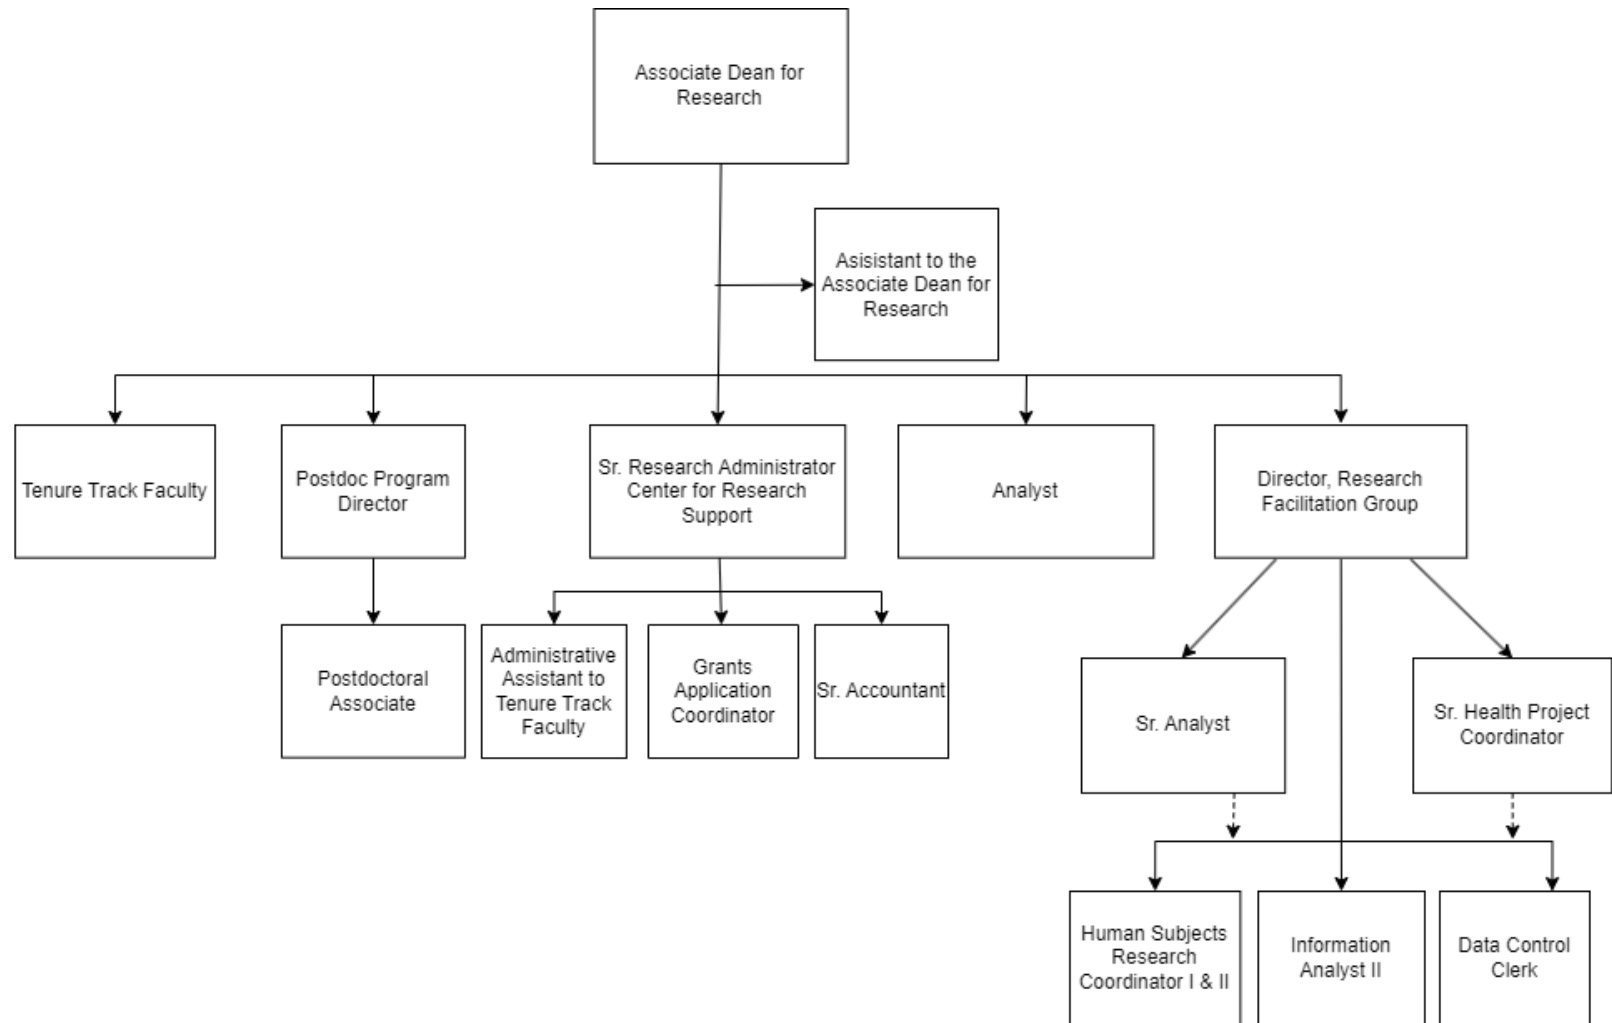 Associate Dean for
Research
Asisistant to the
Associate Dean for
Research
Tenure Track Faculty
Postdoc Program
Director
Sr. Research Administrator
Center for Research
Support
Analyst
Director, Research
Facilitation Group
Postdoctoral
Associate
Administrative
Assistant to
Tenure Track
Faculty
Grants
Application
Coordinator
Sr. Accountant
Sr. Analyst
Sr. Health Project
Coordinator
Human Subjects
Research
Coordinator I & II
Information
Analyst II
Data Control
Clerk